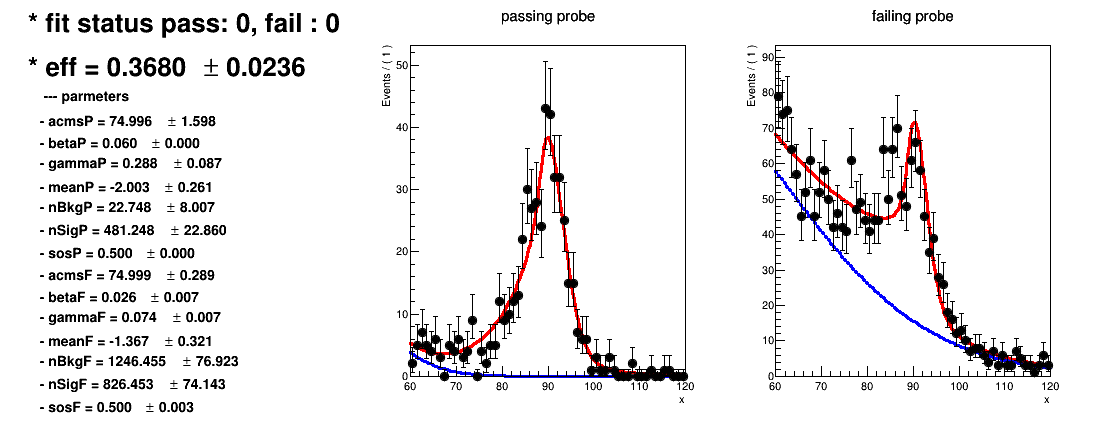 * fit status pass: 0, fail : 0
* eff = 0.3680 ± 0.0236
--- parmeters
- acmsP = 74.996 ± 1.598
- betaP = 0.060 ± 0.000
- gammaP = 0.288 ± 0.087
- meanP = -2.003 ± 0.261
- nBkgP = 22.748 ± 8.007
- nSigP = 481.248 ± 22.860
- sosP = 0.500 ± 0.000
- acmsF = 74.999 ± 0.289
- betaF = 0.026 ± 0.007
- gammaF = 0.074 ± 0.007
- meanF = -1.367 ± 0.321
- nBkgF = 1246.455 ± 76.923
- nSigF = 826.453 ± 74.143
- sosF = 0.500 ± 0.003
passing probe
Events / ( 1 )
50
40
30
20
10
0
60 70 80 90 100 110 120
x
failing probe
Events / ( 1 )
90
80
70
60
50
40
30
20
10
0
60 70 80 90 100 110 120
x